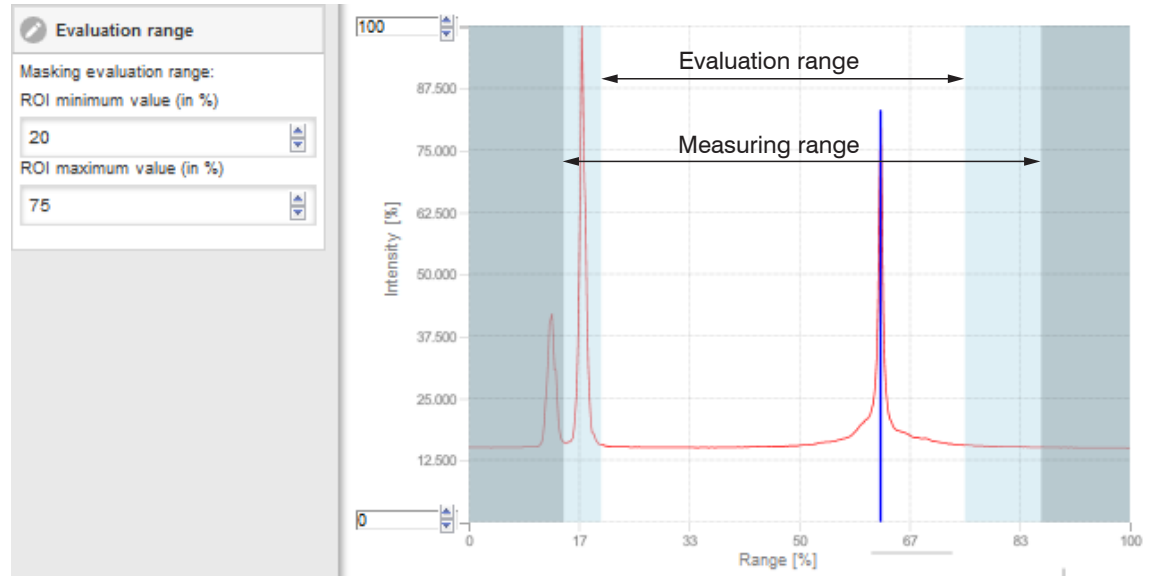 Evaluation range
Masking evaluation range:
ROI minimum value (in %)
20
ROI maximum value (in %)
75
100
87.500
75.000
62.500
50.000
37.500
25.000
12.500
0
Intensity [%]
Evaluation range
Measuring range
0 17 33 50 67 83 100
Range [%]